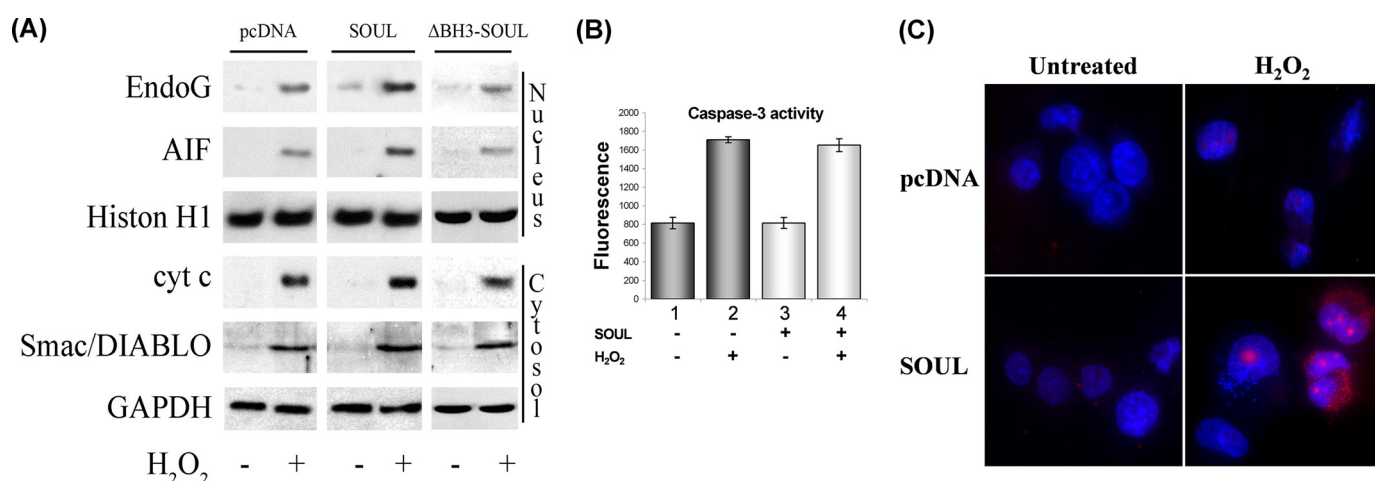 (A)
pcDNA SOUL ΔBH3-SOUL
EndoG
AIF
Histon H1
Nucleus
cyt c
Smac/DIABLO
GAPDH
Cytosol
H₂O₂ - + - + - +
(B)
Caspase-3 activity
Fluorescence
2000
1800
1600
1400
1200
1000
800
600
400
200
0
1 2 3 4
SOUL - - + +
H₂O₂ - + - +
(C)
Untreated H₂O₂
pcDNA
SOUL